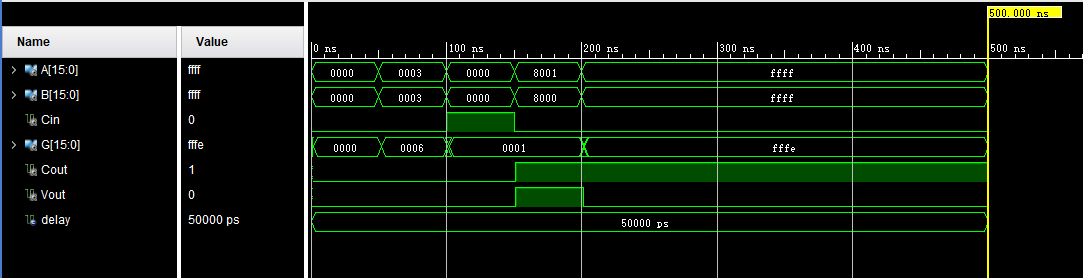 500.000 ns
Name Value
0 ns 100 ns 200 ns 300 ns 400 ns 500 ns
A[15:0] ffff 0000 0003 0000 8001 ffff
B[15:0] ffff 0000 0003 0000 8000 ffff
Cin 0
G[15:0] fffe 0000 0006 0001 fffe
Cout 1
Vout 0
delay 50000 ps 50000 ps